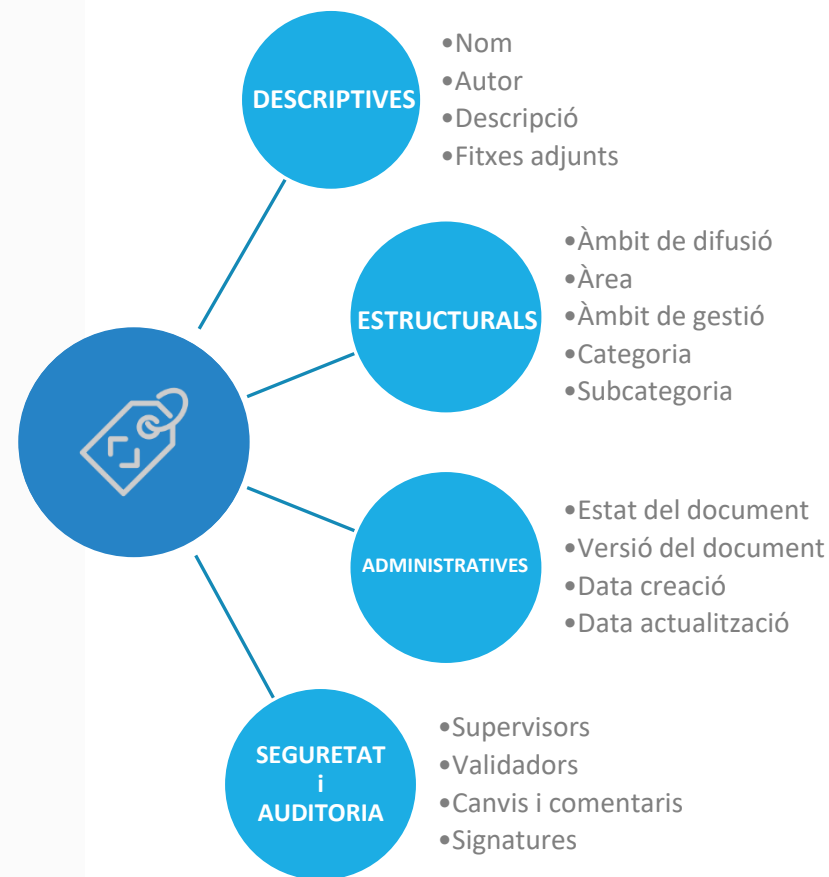 DESCRIPTIVES
•Nom
•Autor
•Descripció
•Fitxes adjunts
ESTRUCTURALS
•Àmbit de difusió
•Àrea
•Àmbit de gestió
•Categoria
•Subcategoria
ADMINISTRATIVES
•Estat del document
•Versió del document
•Data creació
•Data actualització
SEGURETAT
i
AUDITORIA
•Supervisors
•Validadors
•Canvis i comentaris
•Signatures